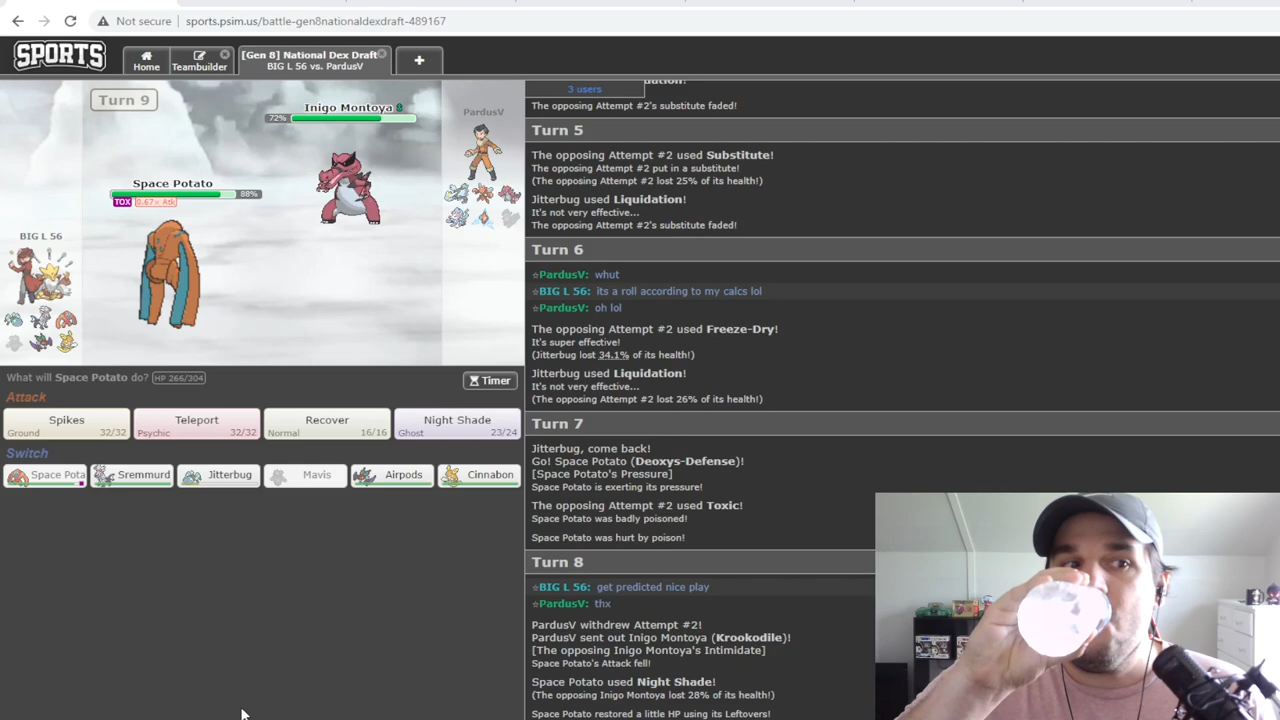 Not secure sports.psim.us/battle-gen8nationaldexdraft-489167
SPORTS
Home
Teambuilder
[Gen 8] National Dex Draft
BIG L 56 vs. PardusV
Turn 9
Inigo Montoya
72%
PardusV
Space Potato
88%
TOX 0.67x Atk
BIG L 56
What will Space Potato do? HP 266/304
Timer
Attack
Spikes
Ground 32/32
Teleport
Psychic 32/32
Recover
Normal 16/16
Night Shade
Ghost 23/24
Switch
Space Pota
Sremmurd
Jitterbug
Mavis
Airpods
Cinnabon
3 users
The opposing Attempt #2's substitute faded!
Turn 5
The opposing Attempt #2 used Substitute!
The opposing Attempt #2 put in a substitute!
(The opposing Attempt #2 lost 25% of its health!)
Jitterbug used Liquidation!
It's not very effective...
The opposing Attempt #2's substitute faded!
Turn 6
☆PardusV: whut
☆BIG L 56: its a roll according to my calcs lol
☆PardusV: oh lol
The opposing Attempt #2 used Freeze-Dry!
It's super effective!
(Jitterbug lost 34.1% of its health!)
Jitterbug used Liquidation!
It's not very effective...
(The opposing Attempt #2 lost 26% of its health!)
Turn 7
Jitterbug, come back!
Go! Space Potato (Deoxys-Defense)!
[Space Potato's Pressure]
Space Potato is exerting its pressure!
The opposing Attempt #2 used Toxic!
Space Potato was badly poisoned!
Space Potato was hurt by poison!
Turn 8
☆BIG L 56: get predicted nice play
☆PardusV: thx
PardusV withdrew Attempt #2!
PardusV sent out Inigo Montoya (Krookodile)!
[The opposing Inigo Montoya's Intimidate]
Space Potato's Attack fell!
Space Potato used Night Shade!
(The opposing Inigo Montoya lost 28% of its health!)
Space Potato restored a little HP using its Leftovers!